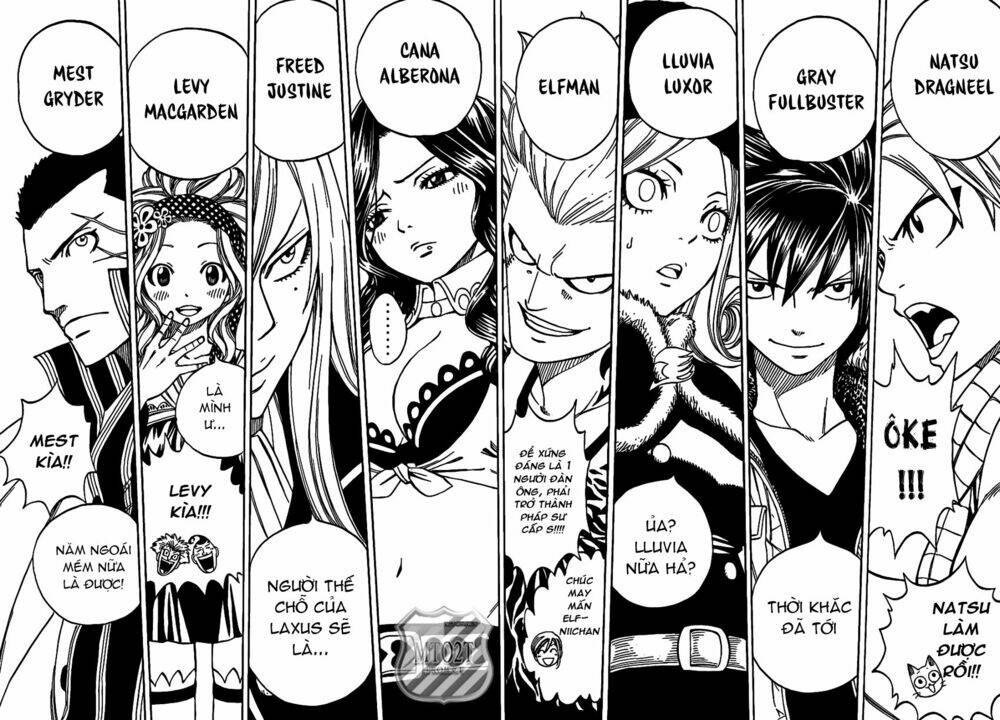 NATSU
DRAGNEEL
ÔKE
!!!
NATSU
LÀM
ĐƯỢC
RỒI!!
GRAY
FULLBUSTER
THỜI KHẮC
ĐÃ TỚI
LLUVIA
LUXOR
ỦA?
LLUVIA
NỮA HẢ?
ELFMAN
ĐỂ XỨNG
ĐÁNG LÀ 1
NGƯỜI ĐÀN
ÔNG, PHẢI
TRỞ THÀNH
PHÁP SƯ
CẤP S!!!!
CHÚC
MAY
MẮN
ELF-
NIICHAN
CANA
ALBERONA
......
FREED
JUSTINE
NGƯỜI THẾ
CHỖ CỦA
LAXUS SẼ
LÀ...
LEVY
MACGARDEN
LÀ
MÌNH
Ư...
LEVY
KÌA!!!
MEST
GRYDER
MEST
KÌA!!
NĂM NGOÁI
MÉM NỮA
LÀ ĐƯỢC!
MTO2T